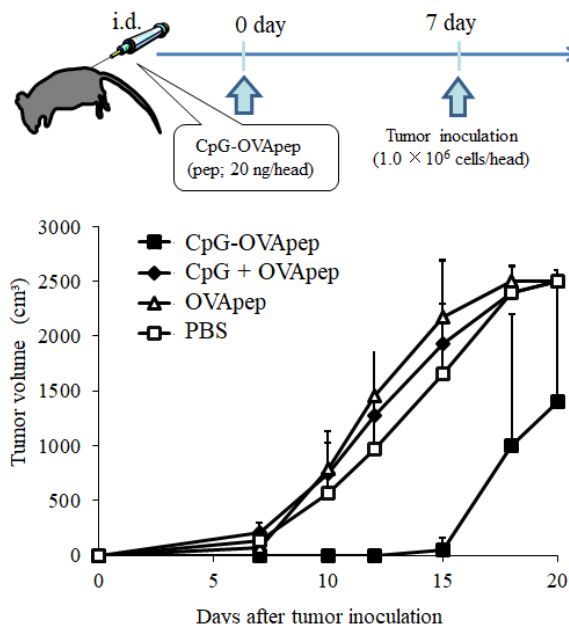 i.d.
0 day
7 day
CpG-OVApep
(pep; 20 ng/head)
Tumor inoculation
(1.0 × 10⁶ cells/head)
3000
2500
2000
1500
1000
500
0
Tumor volume (cm³)
CpG-OVApep
CpG + OVApep
OVApep
PBS
0
5
10
15
20
Days after tumor inoculation